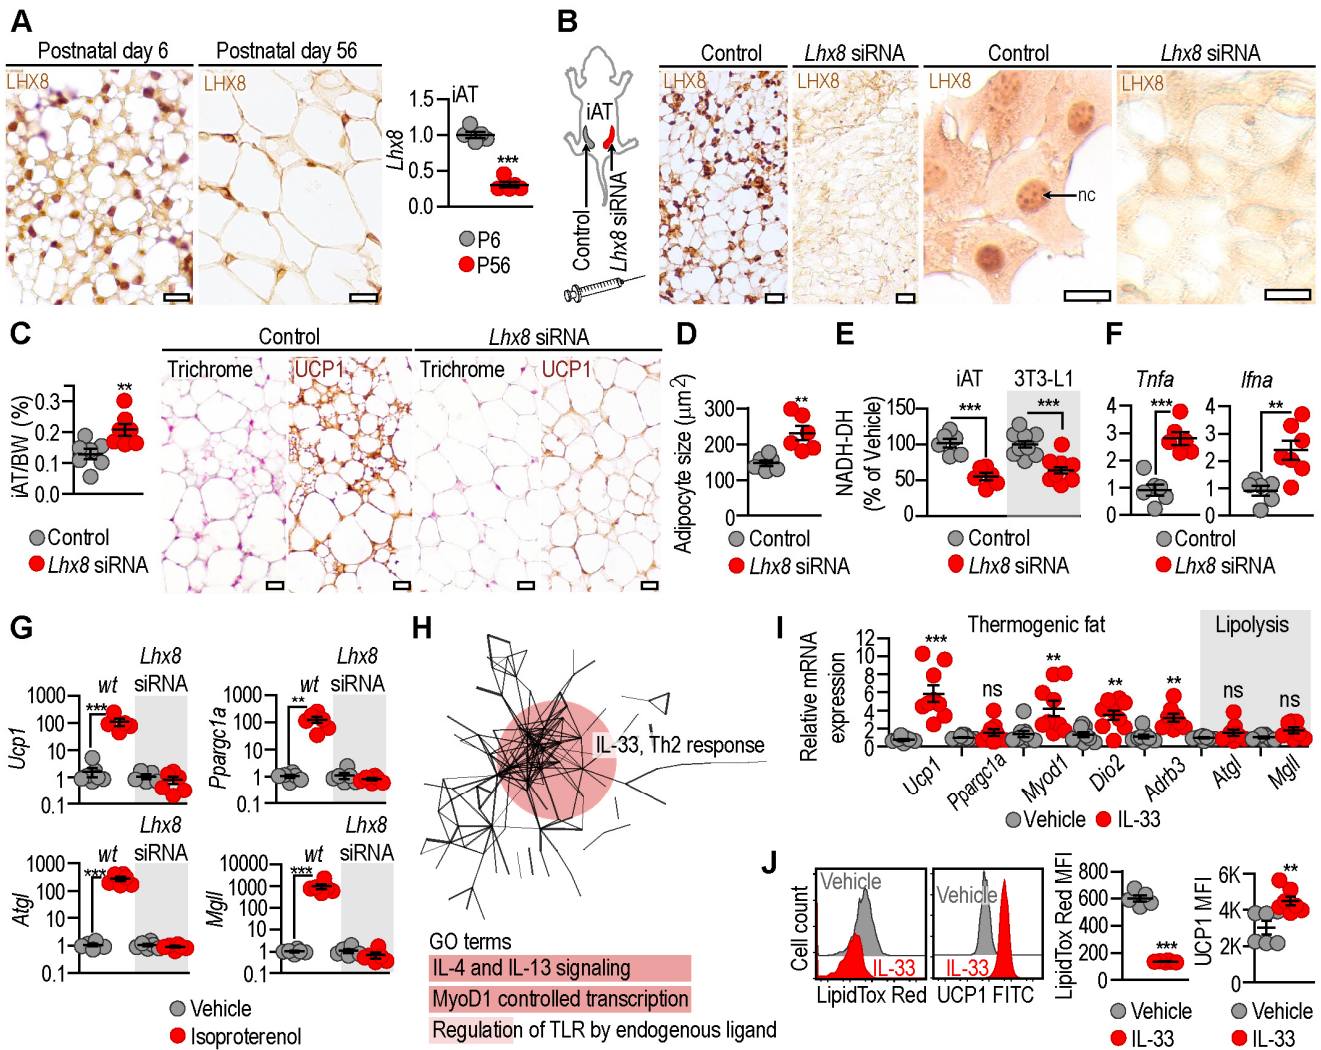 A
Postnatal day 6
Postnatal day 56
LHX8
LHX8
iAT
Lhx8
1.5
1.0
0.5
0.0
***
P6
P56
B
iAT
Control
Lhx8 siRNA
Control
Lhx8 siRNA
Control
Lhx8 siRNA
LHX8
LHX8
LHX8
LHX8
nc
C
iAT/BW (%)
0.3
0.2
0.1
0.0
**
Control
Lhx8 siRNA
Control
Lhx8 siRNA
Trichrome
UCP1
Trichrome
UCP1
D
Adipocyte size (µm²)
300
200
100
0
**
Control
Lhx8 siRNA
E
iAT
3T3-L1
NADH-DH
(% of Vehicle)
150
100
50
0
***
***
Control
Lhx8 siRNA
F
Tnfa
Ifna
4
3
2
1
0
***
4
3
2
1
0
**
Control
Lhx8 siRNA
G
Lhx8
wt siRNA
Ucp1
1000
100
10
1
0.1
***
Lhx8
wt siRNA
Ppargc1a
1000
100
10
1
0.1
**
Lhx8
wt siRNA
Atgl
1000
100
10
1
0.1
***
Lhx8
wt siRNA
Mgll
10000
1000
100
10
1
0.1
***
Vehicle
Isoproterenol
H
IL-33, Th2 response
GO terms
IL-4 and IL-13 signaling
MyoD1 controlled transcription
Regulation of TLR by endogenous ligand
I
Relative mRNA
expression
Thermogenic fat
Lipolysis
12
10
8
6
4
2
0
***
ns
**
**
**
ns
ns
Ucp1
Ppargc1a
Myod1
Dio2
Adrb3
Atgl
Mgll
Vehicle
IL-33
J
Cell count
Vehicle
IL-33
LipidTox Red
Vehicle
IL-33
UCP1 FITC
LipidTox Red MFI
800
600
400
200
0
***
Vehicle
IL-33
UCP1 MFI
6K
4K
2K
0
**
Vehicle
IL-33